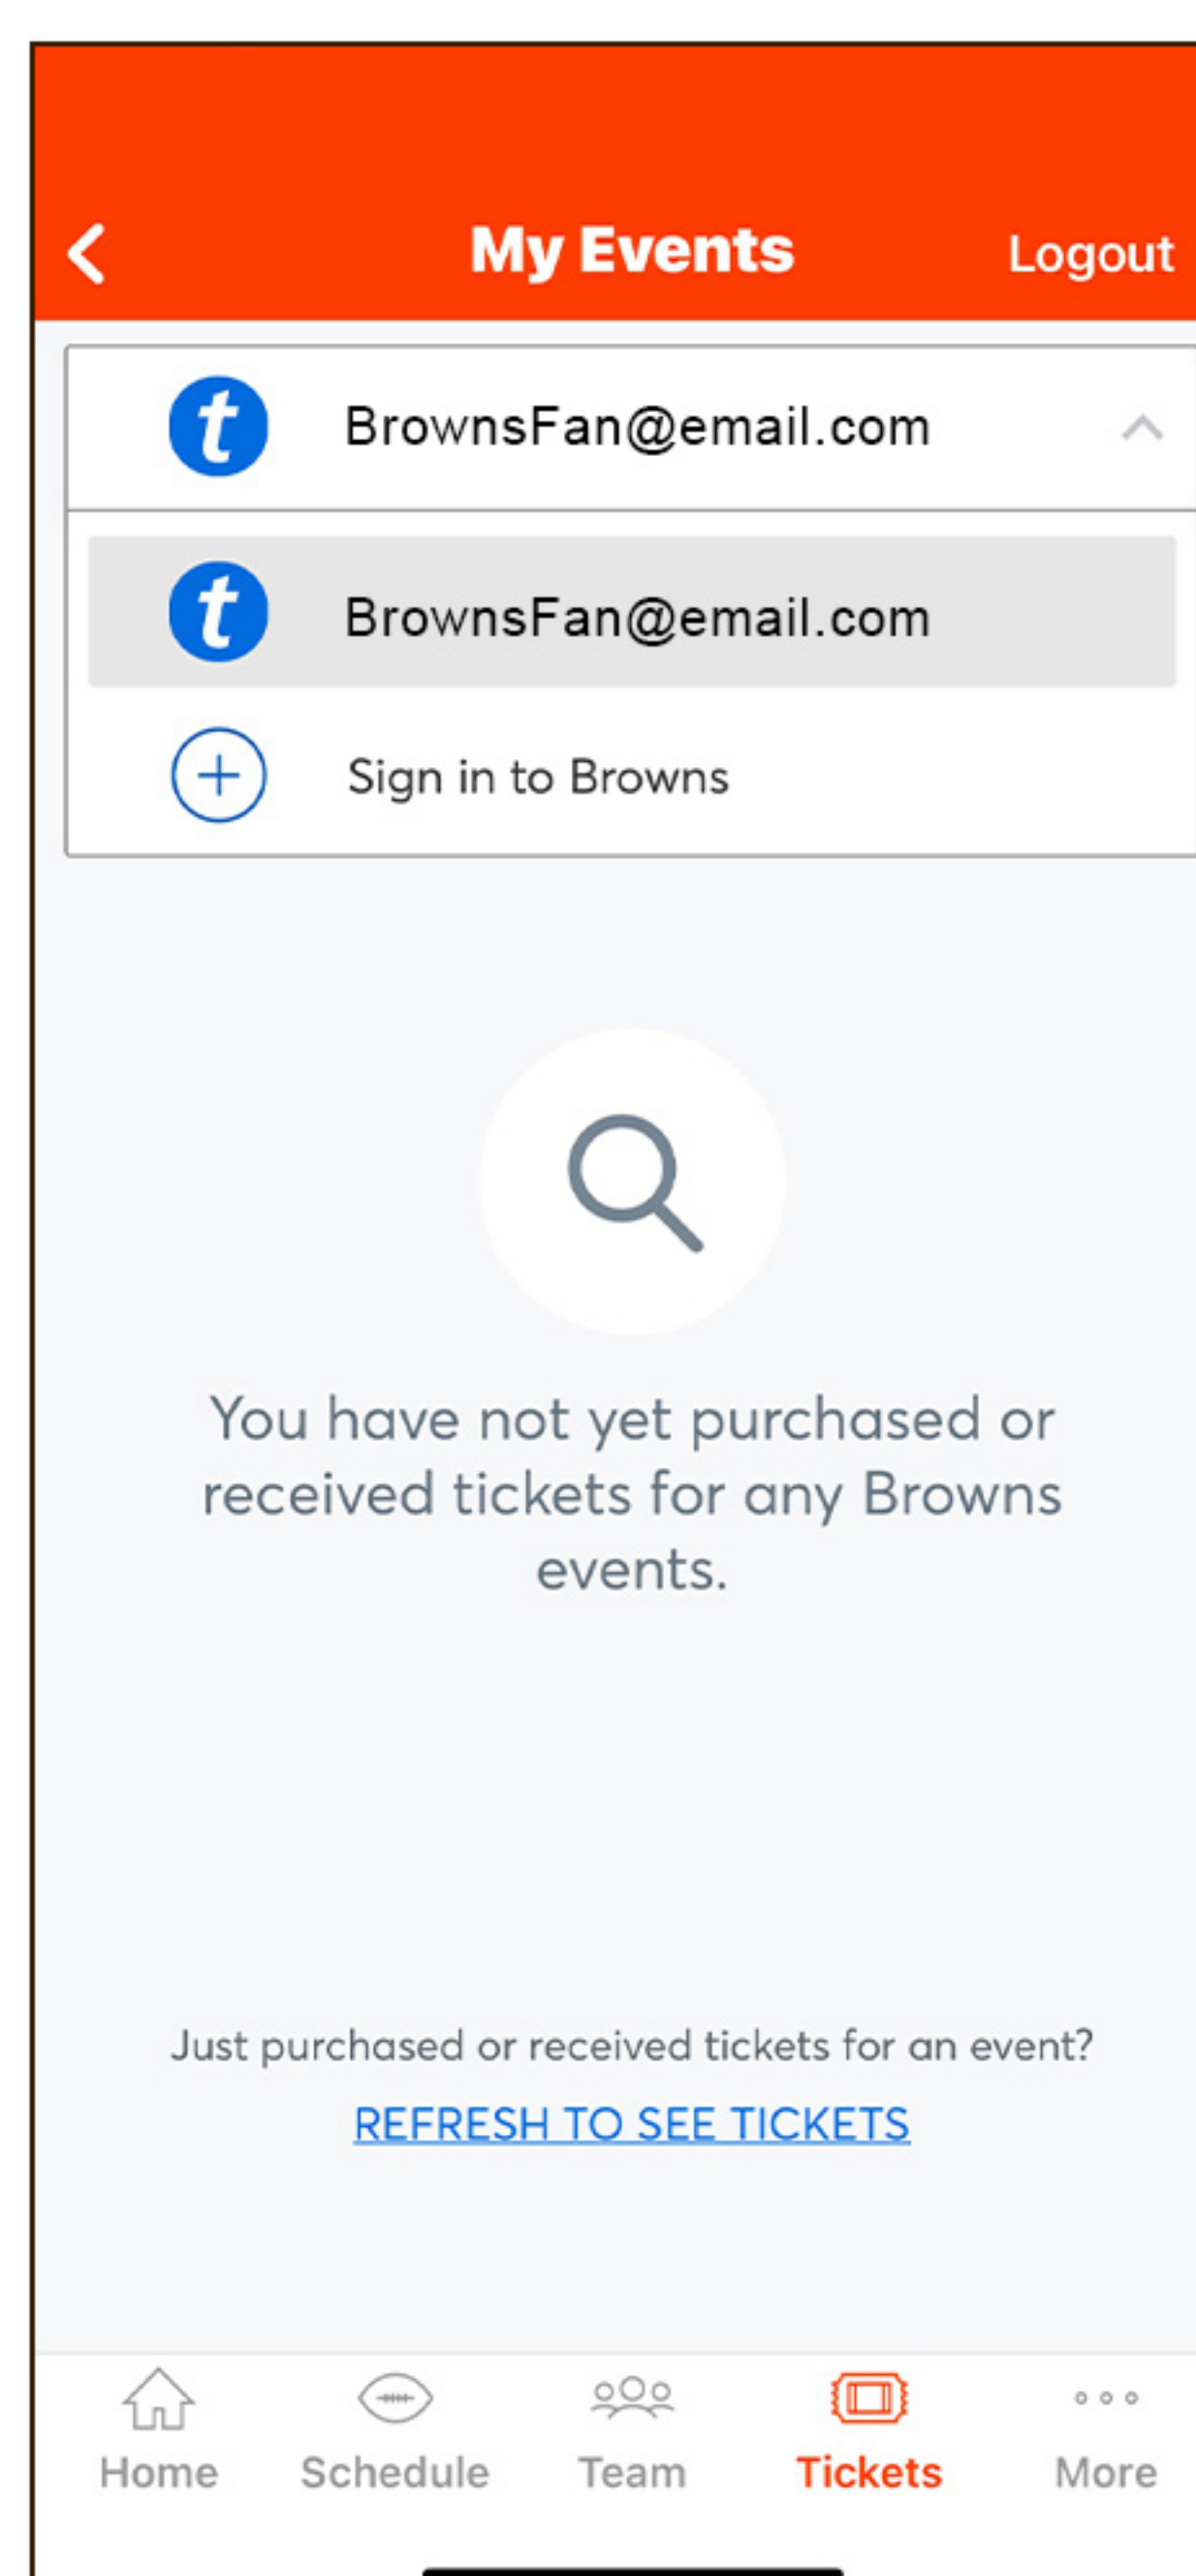 My Events
Logout
t BrownsFan@email.com
t BrownsFan@email.com
Sign in to Browns
You have not yet purchased or
received tickets for any Browns
events.
Just purchased or received tickets for an event?
REFRESH TO SEE TICKETS
Home Schedule Team Tickets More